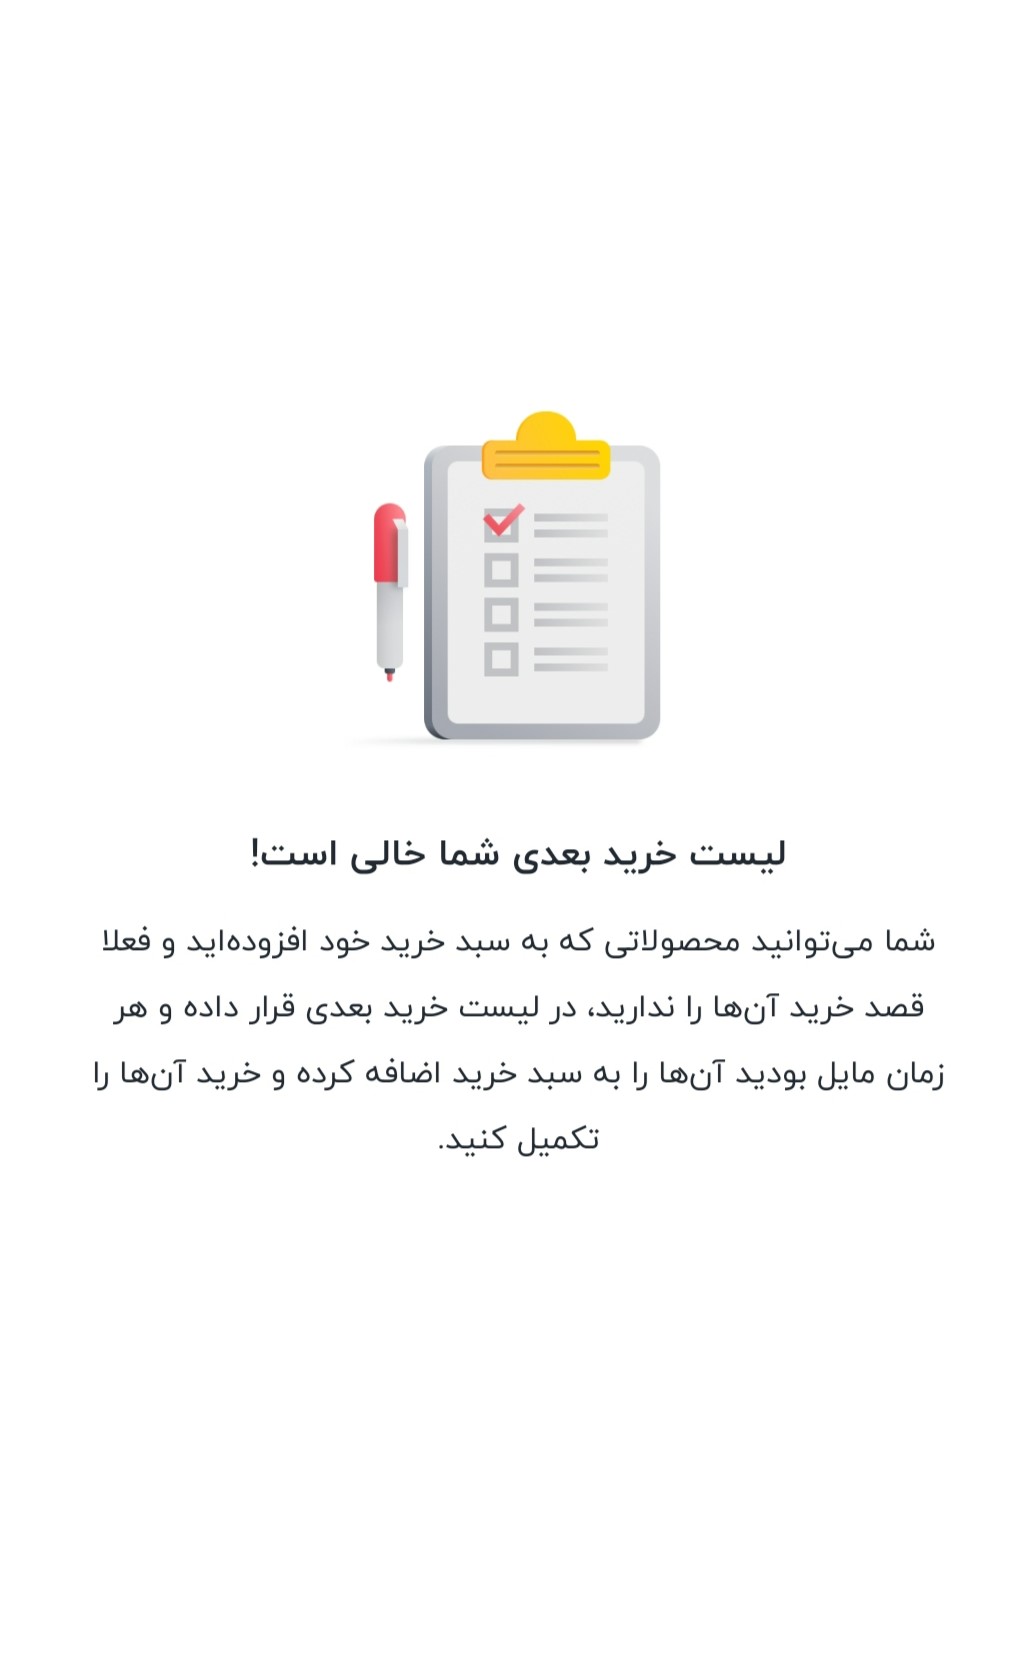 لیست خرید بعدی شما خالی است!
شما می‌توانید محصولاتی که به سبد خرید خود افزوده‌اید و فعلا
قصد خرید آن‌ها را ندارید، در لیست خرید بعدی قرار داده و هر
زمان مایل بودید آن‌ها را به سبد خرید اضافه کرده و خرید آن‌ها را
تکمیل کنید.